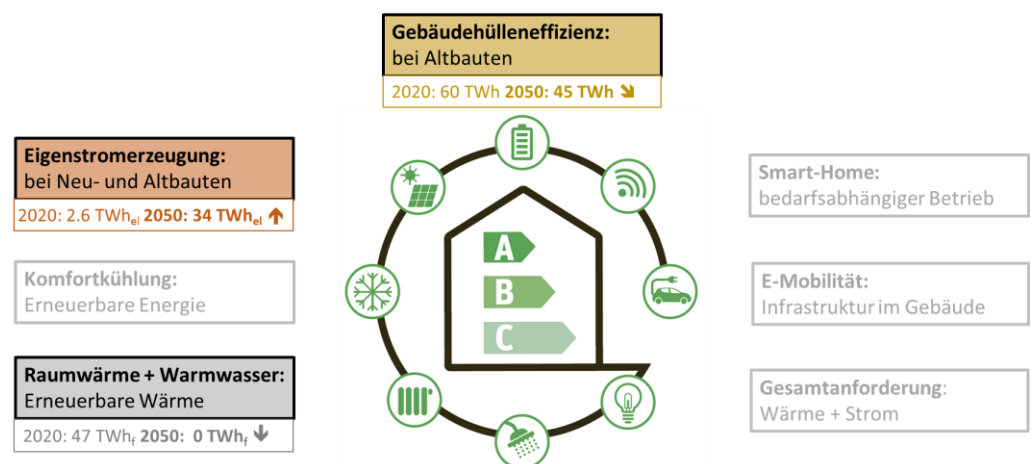 Gebäudehülleneffizienz:
bei Altbauten
2020: 60 TWh 2050: 45 TWh ⬊
Eigenstromerzeugung:
bei Neu- und Altbauten
2020: 2.6 TWhel 2050: 34 TWhel ↑
Komfortkühlung:
Erneuerbare Energie
Raumwärme + Warmwasser:
Erneuerbare Wärme
2020: 47 TWhf 2050: 0 TWhf ↓
A
B
C
Smart-Home:
bedarfsabhängiger Betrieb
E-Mobilität:
Infrastruktur im Gebäude
Gesamtanforderung:
Wärme + Strom